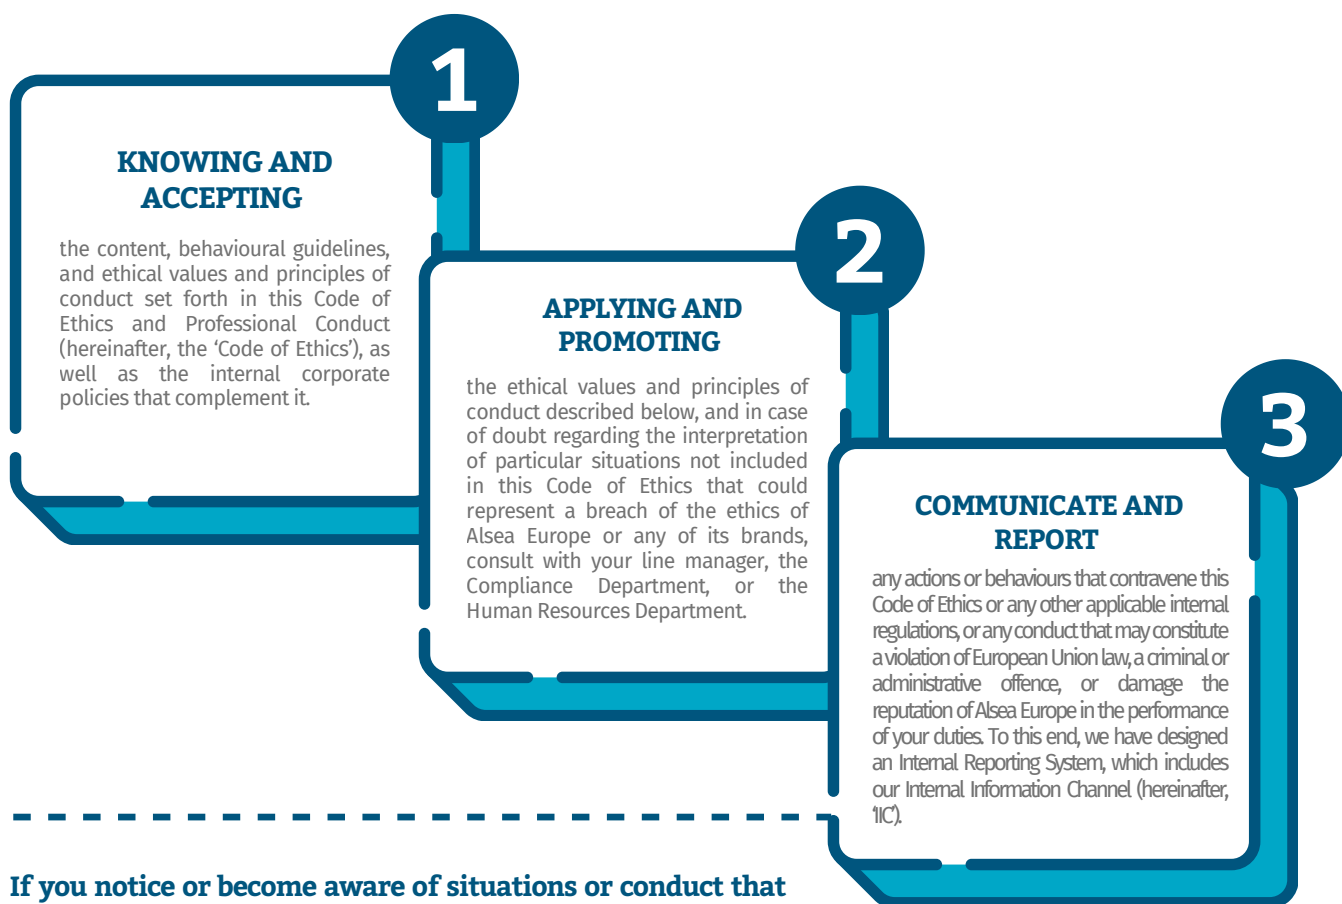 1
KNOWING AND
ACCEPTING
the content, behavioural guidelines,
and ethical values and principles of
conduct set forth in this Code of
Ethics and Professional Conduct
(hereinafter, the ‘Code of Ethics’), as
well as the internal corporate
policies that complement it.
2
APPLYING AND
PROMOTING
the ethical values and principles of
conduct described below, and in case
of doubt regarding the interpretation
of particular situations not included
in this Code of Ethics that could
represent a breach of the ethics of
Alsea Europe or any of its brands,
consult with your line manager, the
Compliance Department, or the
Human Resources Department.
3
COMMUNICATE AND
REPORT
any actions or behaviours that contravene this
Code of Ethics or any other applicable internal
regulations, or any conduct that may constitute
a violation of European Union law, a criminal or
administrative offence, or damage the
reputation of Alsea Europe in the performance
of your duties. To this end, we have designed
an Internal Reporting System, which includes
our Internal Information Channel (hereinafter,
‘IIC’).
If you notice or become aware of situations or conduct that